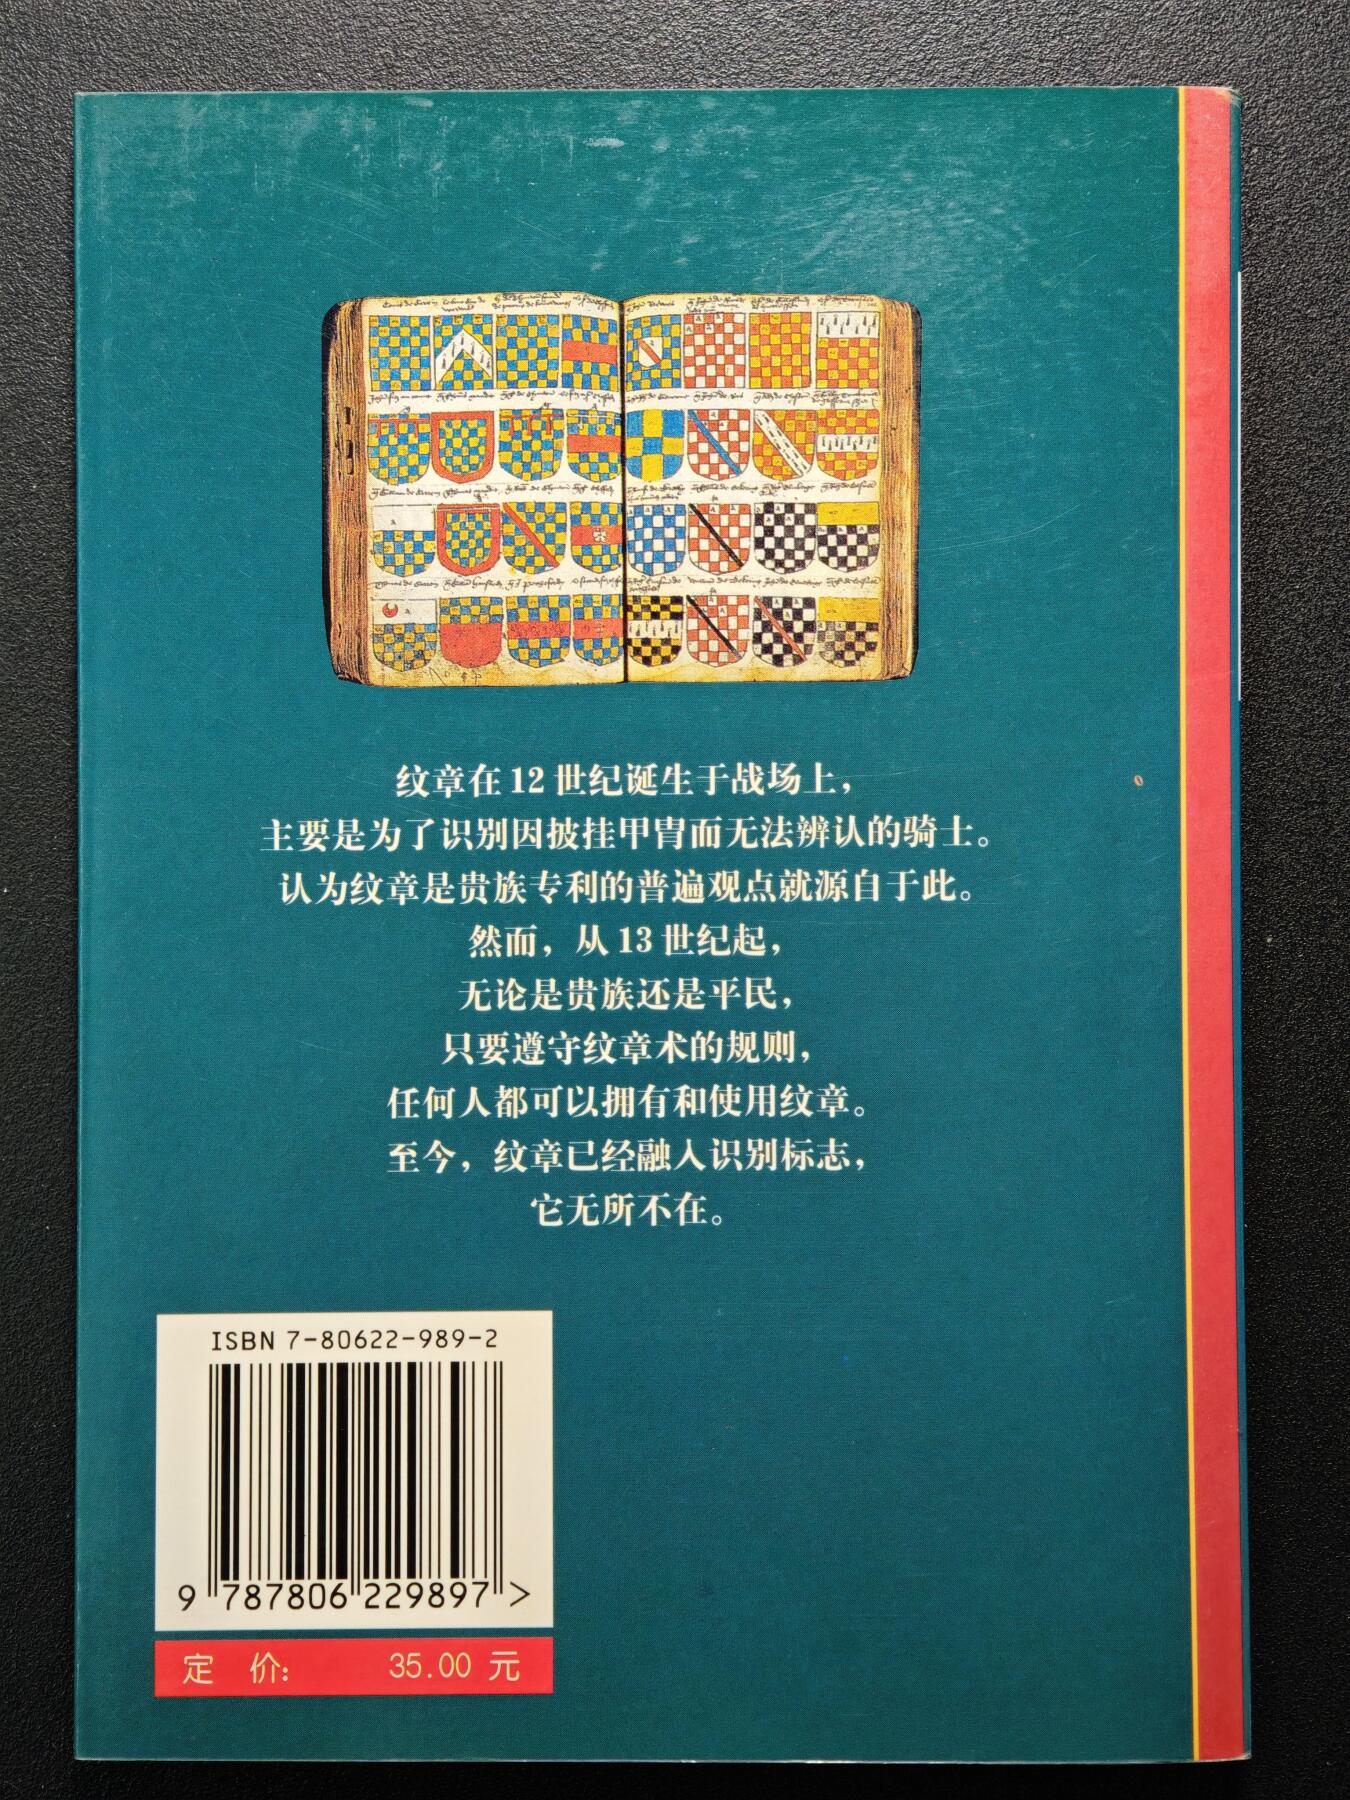 纹章在12世纪诞生于战场上，
主要是为了识别因披挂甲胄而无法辨认的骑士。
认为纹章是贵族专利的普遍观点就源自于此。
然而，从13世纪起，
无论是贵族还是平民，
只要遵守纹章术的规则，
任何人都可以拥有和使用纹章。
至今，纹章已经融入识别标志，
它无所不在。
ISBN 7-80622-989-2
9 787806 229897 >
定 价： 35.00 元